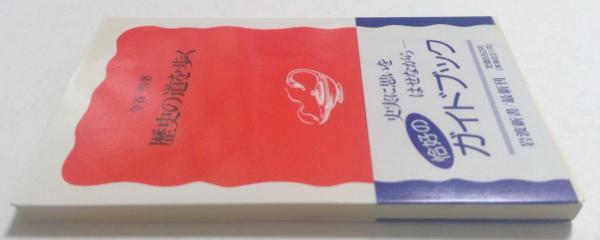 歴史の道を歩く
今谷 明著
史実に思いを
はせながら—
恰好の
ガイドブック
岩波新書/最新刊